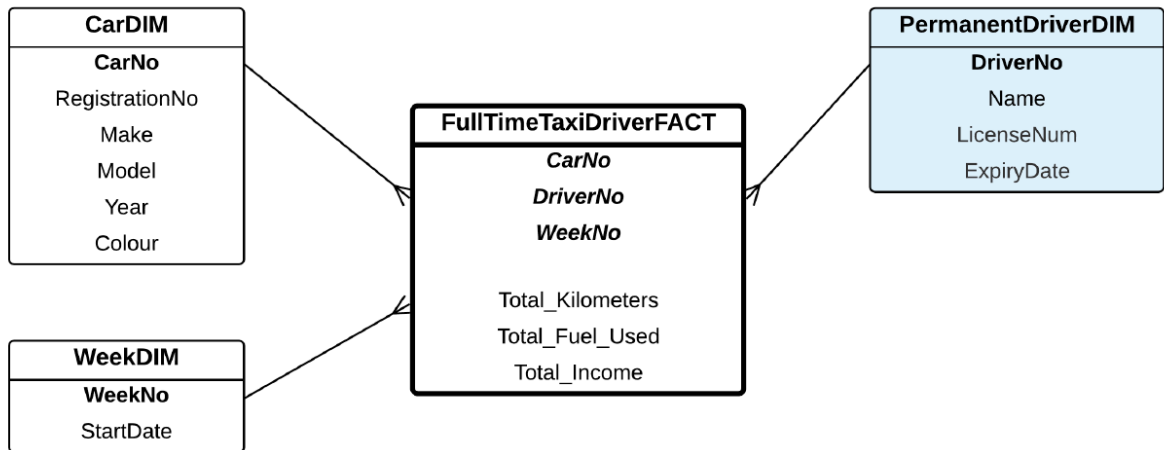 CarDIM
CarNo
RegistrationNo
Make
Model
Year
Colour
WeekDIM
WeekNo
StartDate
FullTimeTaxiDriverFACT
CarNo
DriverNo
WeekNo
Total_Kilometers
Total_Fuel_Used
Total_Income
PermanentDriverDIM
DriverNo
Name
LicenseNum
ExpiryDate